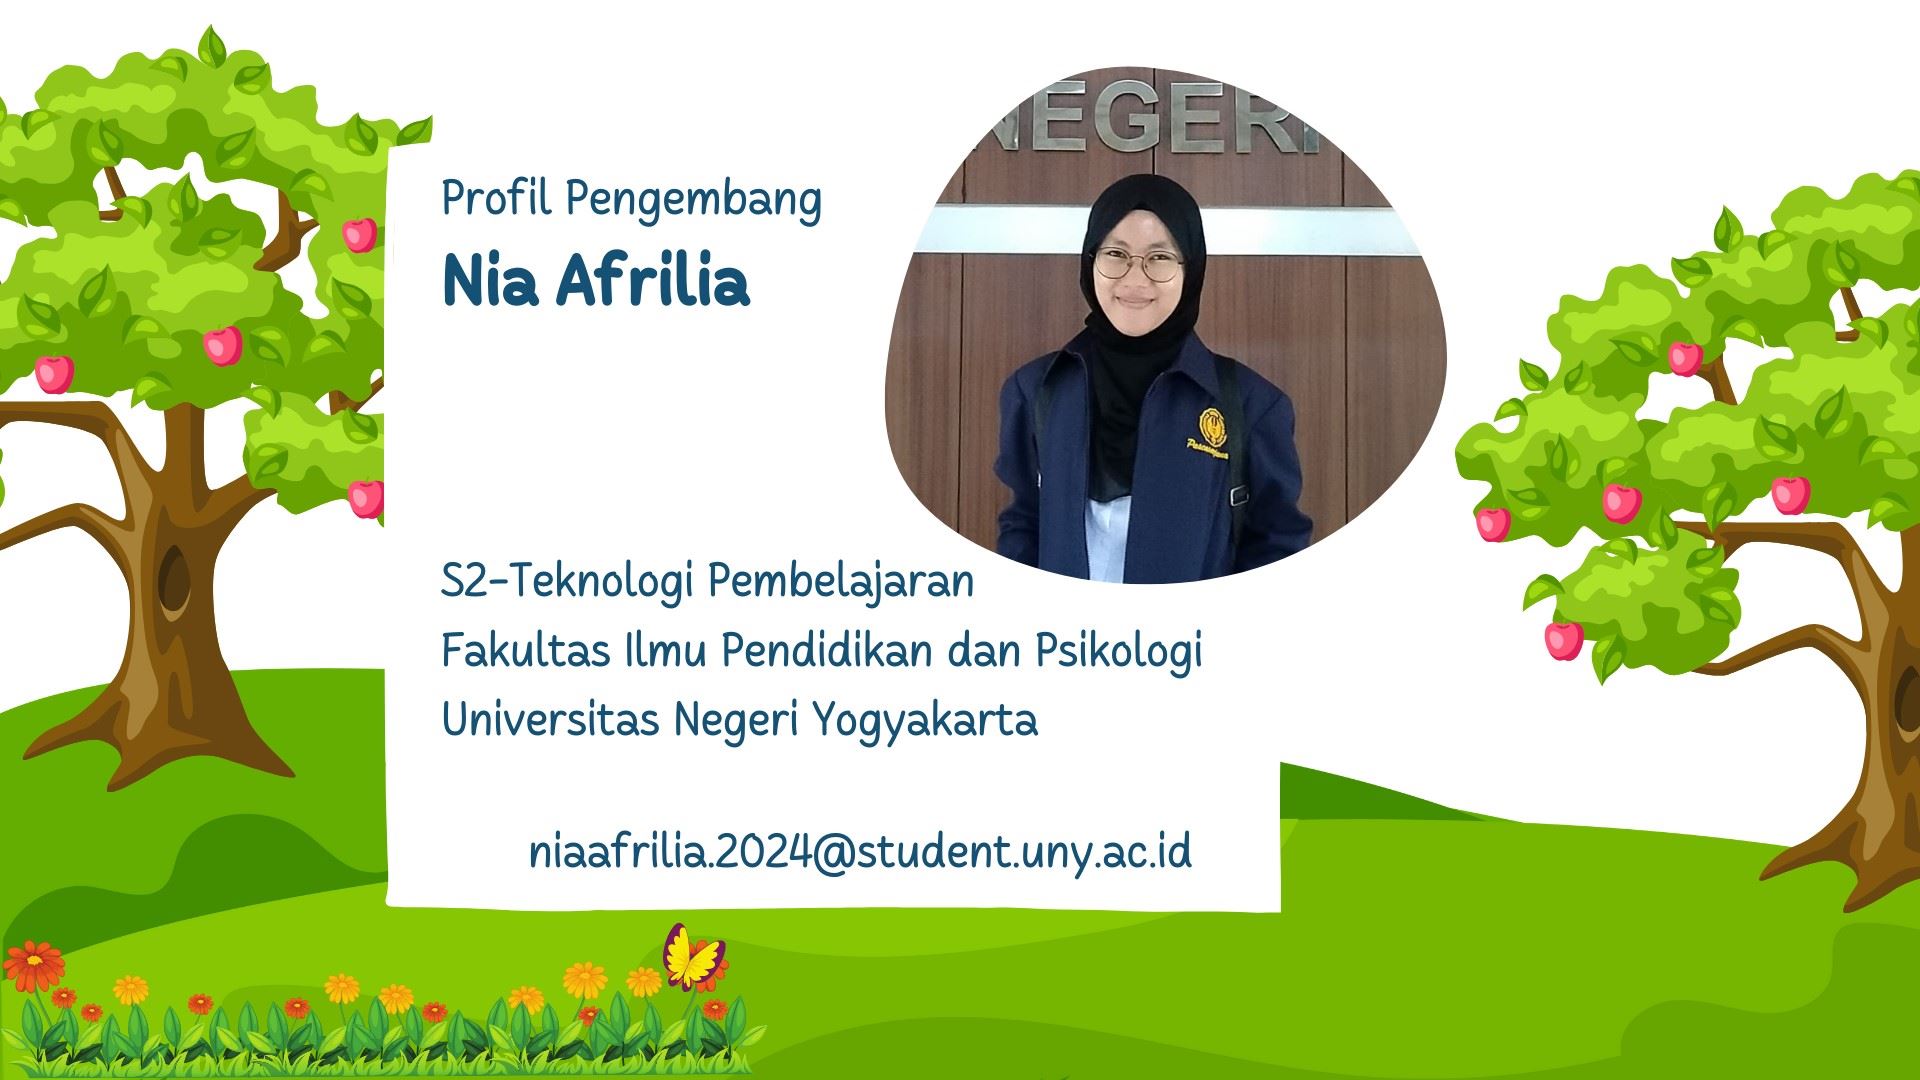 NEGERI
Profil Pengembang
Nia Afrilia
S2-Teknologi Pembelajaran
Fakultas Ilmu Pendidikan dan Psikologi
Universitas Negeri Yogyakarta
niaafrilia.2024@student.uny.ac.id